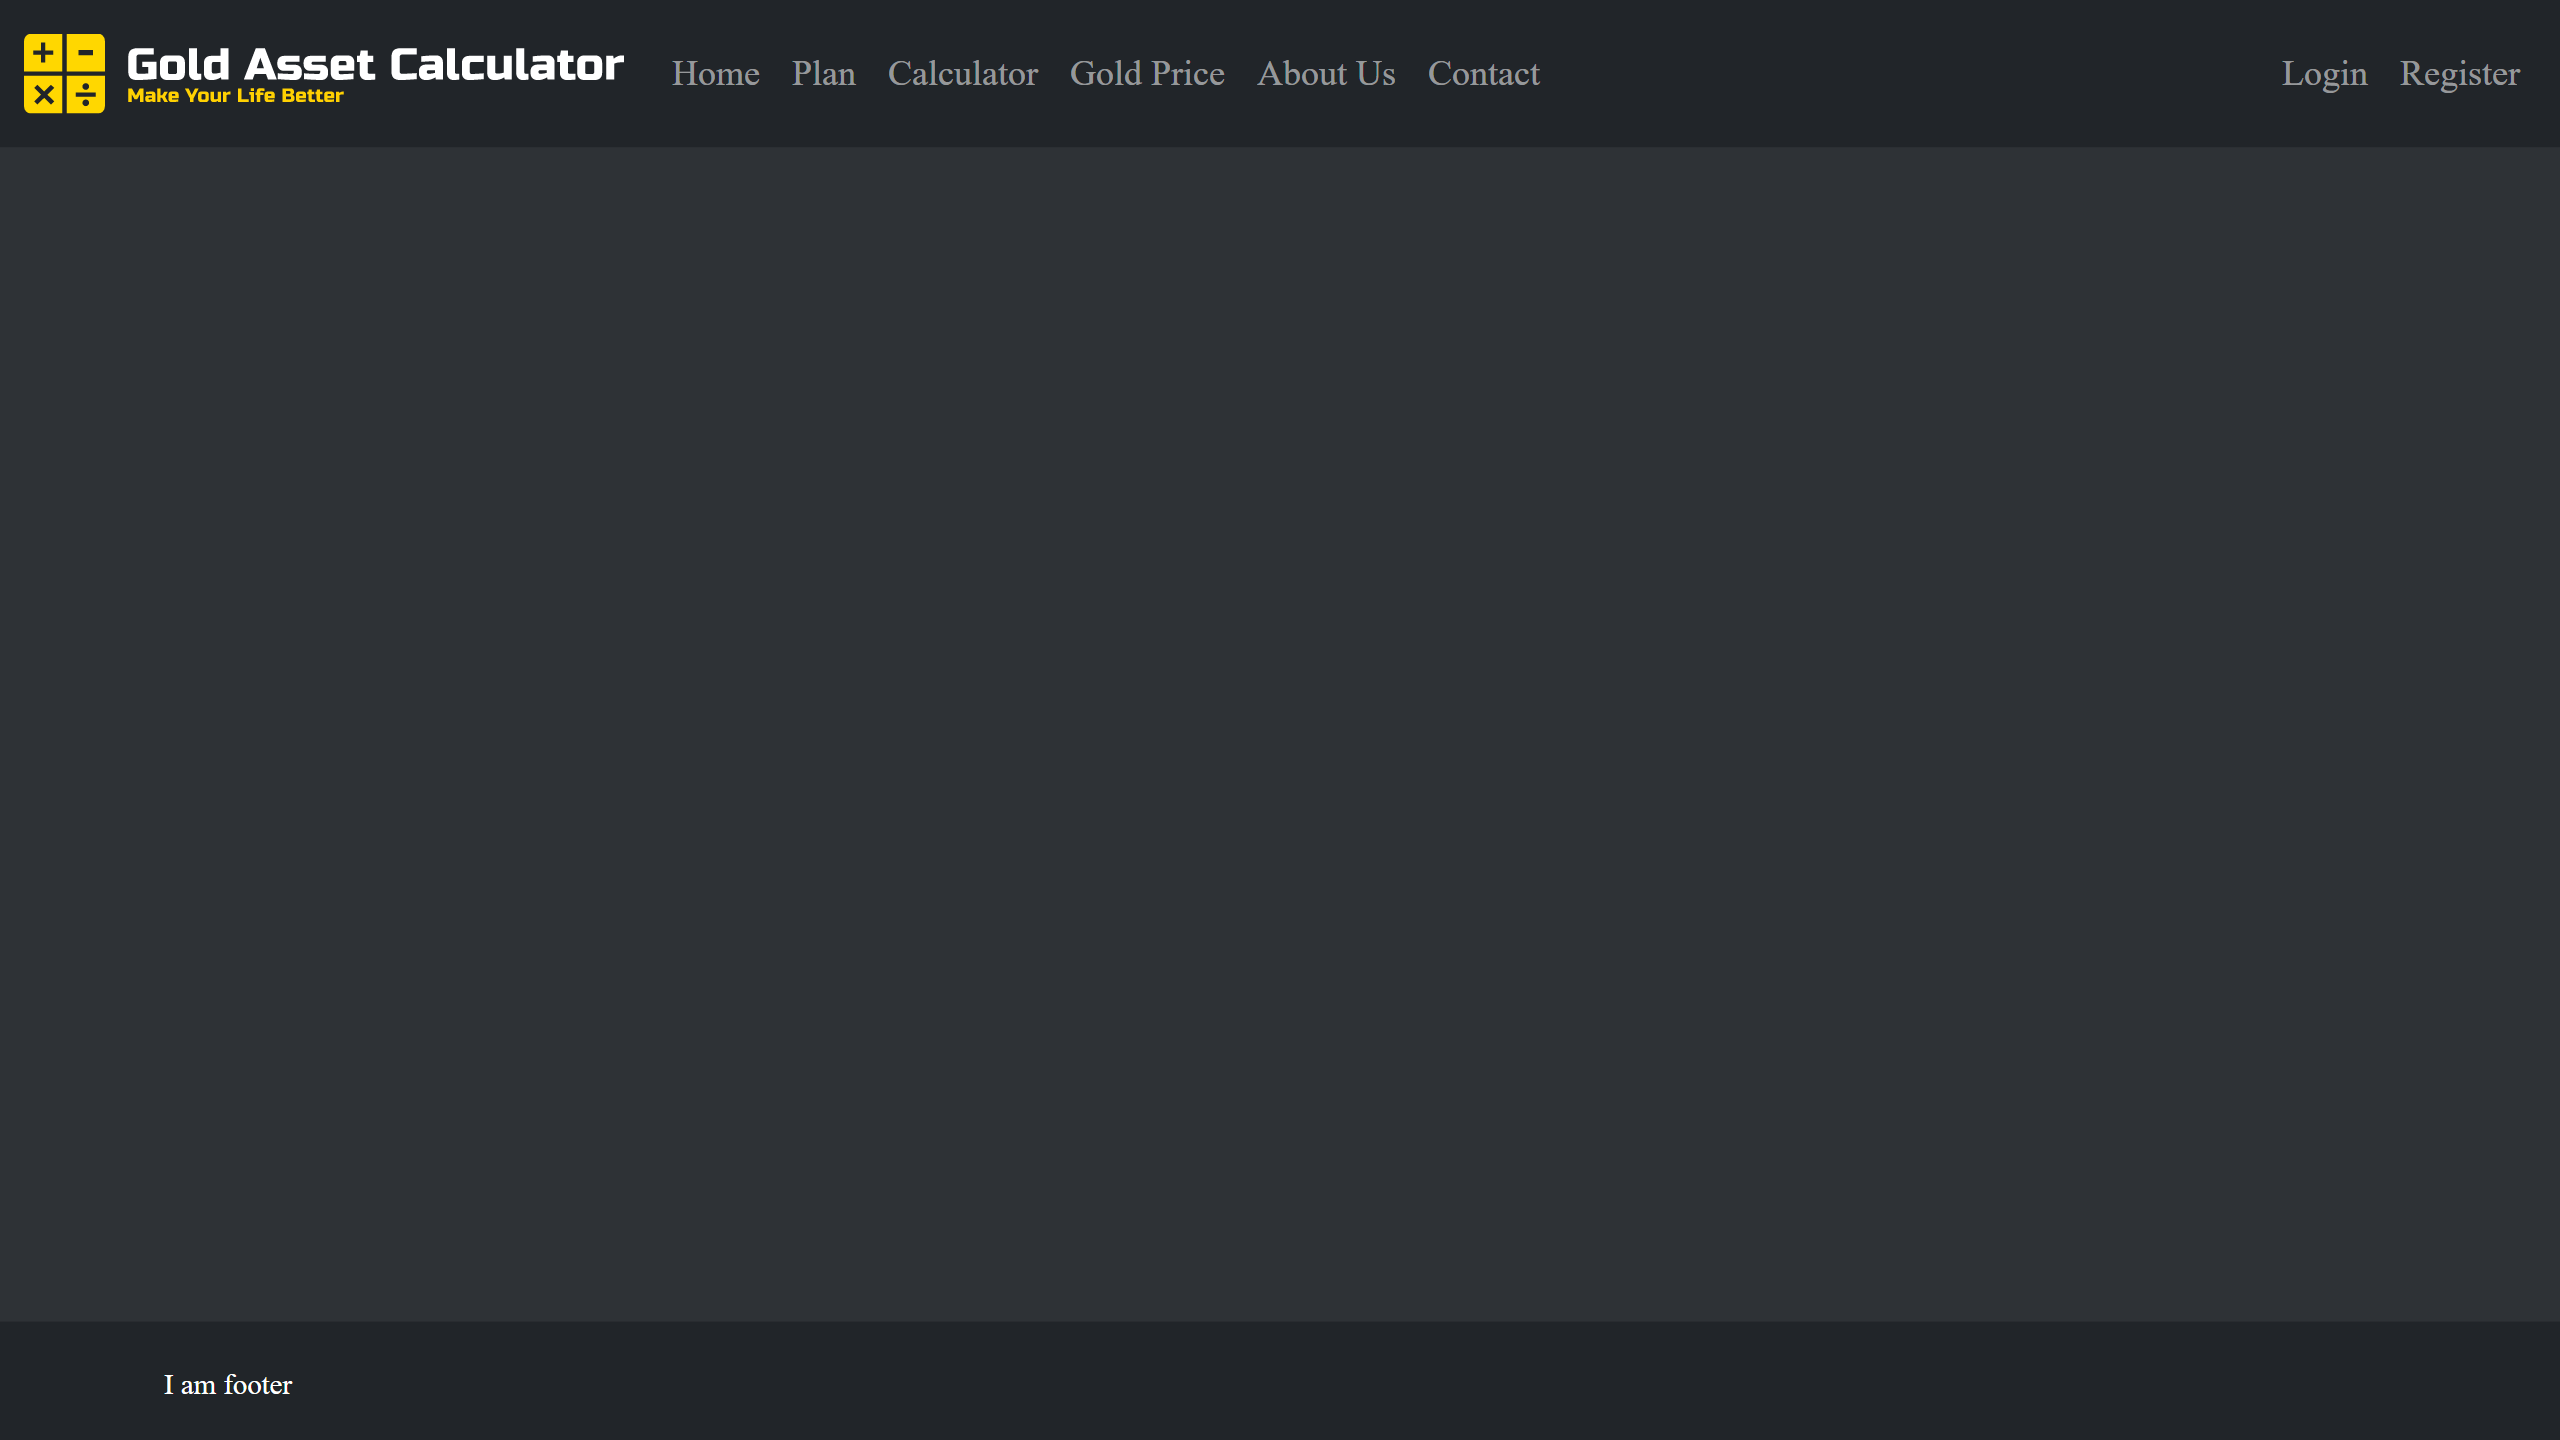 Gold Asset Calculator
Make Your Life Better
Home Plan Calculator Gold Price About Us Contact Login Register
I am footer